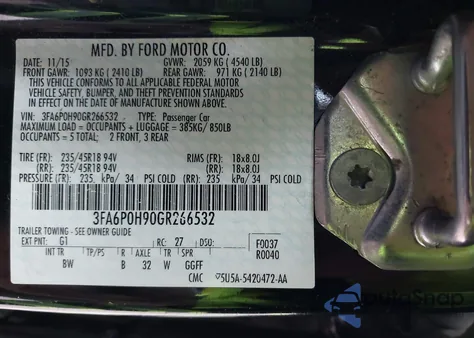 MFD. BY FORD MOTOR CO.
DATE: 11/15 GVWR: 2059 KG ( 4540 LB)
FRONT GAWR: 1093 KG ( 2410 LB) REAR GAWR: 971 KG ( 2140 LB)
THIS VEHICLE CONFORMS TO ALL APPLICABLE FEDERAL MOTOR
VEHICLE SAFETY, BUMPER, AND THEFT PREVENTION STANDARDS
IN EFFECT ON THE DATE OF MANUFACTURE SHOWN ABOVE.
VIN: 3FA6P0H90GR266532 TYPE: Passenger Car
MAXIMUM LOAD = OCCUPANTS + LUGGAGE = 385KG / 850LB
OCCUPANTS = 5 TOTAL: 2 FRONT, 3 REAR
TIRE (FR): 235/45R18 94V RIMS (FR): 18x8.0J
(RR): 235/45R18 94V (RR): 18x8.0J
PRESSURE (FR): 235 kPa/ 34 PSI COLD (RR): 235 kPa/ 34 PSI COLD
3FA6P0H90GR266532
TRAILER TOWING - SEE OWNER GUIDE
EXT PNT: G1 RC: 27 DSO: F0037
INT TR TP/PS R AXLE TR SPR R0040
BW B 32 W GGFF
CMC 5U5A-5420472-AA
AutoSnap